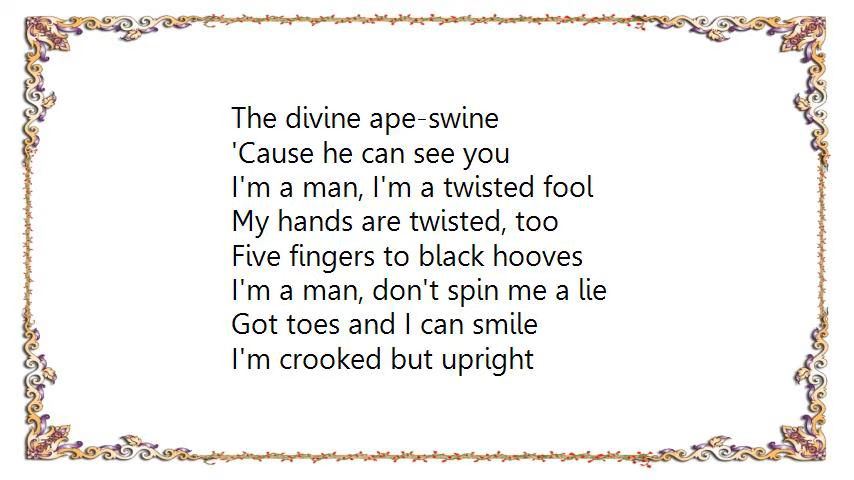 The divine ape-swine
'Cause he can see you
I'm a man, I'm a twisted fool
My hands are twisted, too
Five fingers to black hooves
I'm a man, don't spin me a lie
Got toes and I can smile
I'm crooked but upright